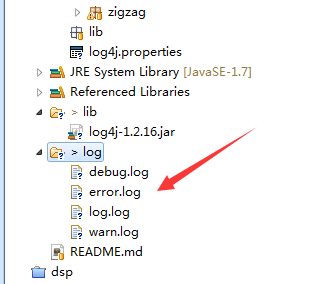 zigzag
lib
log4j.properties
JRE System Library [JavaSE-1.7]
Referenced Libraries
> lib
log4j-1.2.16.jar
> log
debug.log
error.log
log.log
warn.log
README.md
dsp